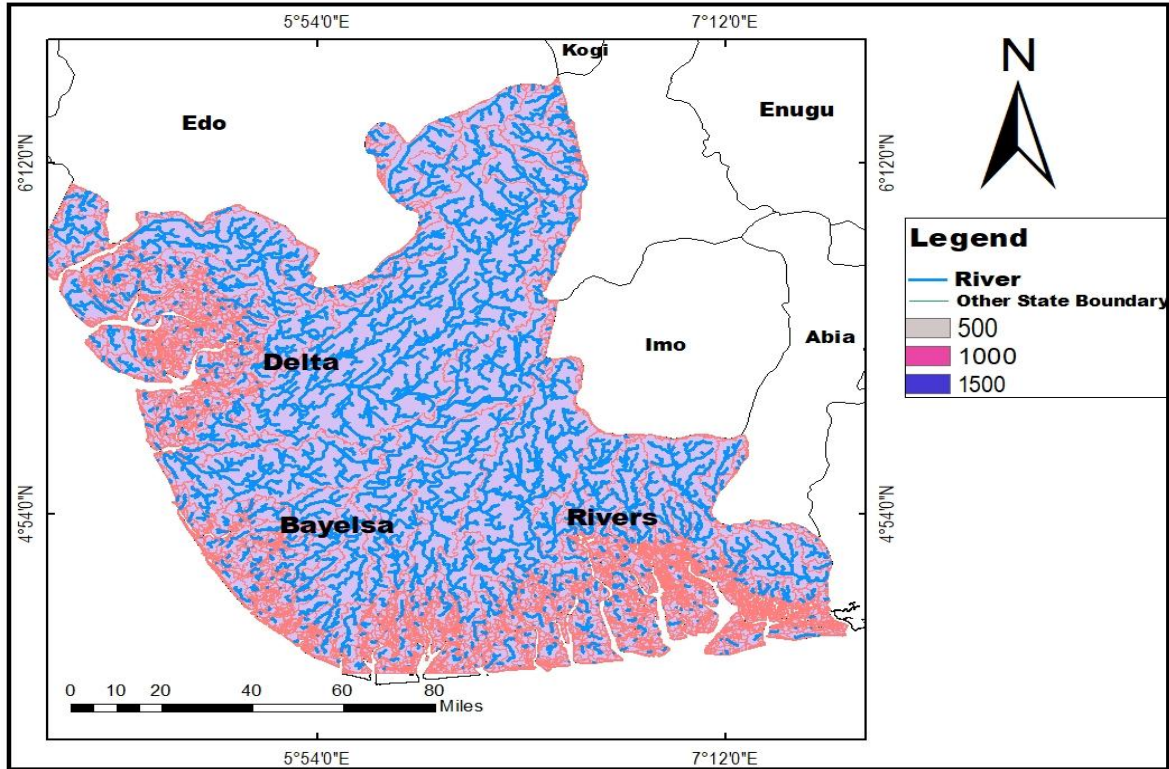 5°54'0"E
7°12'0"E
Kogi
N
Edo
Enugu
6°12'0"N
6°12'0"N
Legend
River
Other State Boundary
500
1000
1500
Imo
Abia
Delta
Bayelsa
Rivers
4°54'0"N
4°54'0"N
0 10 20 40 60 80
Miles
5°54'0"E
7°12'0"E